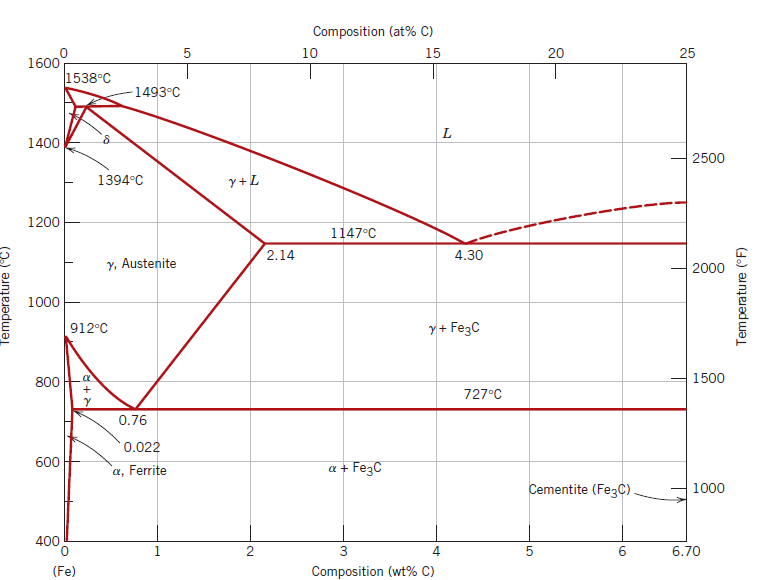 Composition (at% C)
0 5 10 15 20 25
1600
1538°C
1493°C
L
1400
δ
2500
1394°C
γ + L
1200
1147°C
2.14
4.30
γ, Austenite
2000
Temperature (°C)
Temperature (°F)
1000
912°C
γ + Fe3C
800
α
+
γ
727°C
1500
0.76
0.022
600
α, Ferrite
α + Fe3C
Cementite (Fe3C)
1000
400
0 1 2 3 4 5 6 6.70
(Fe)
Composition (wt% C)